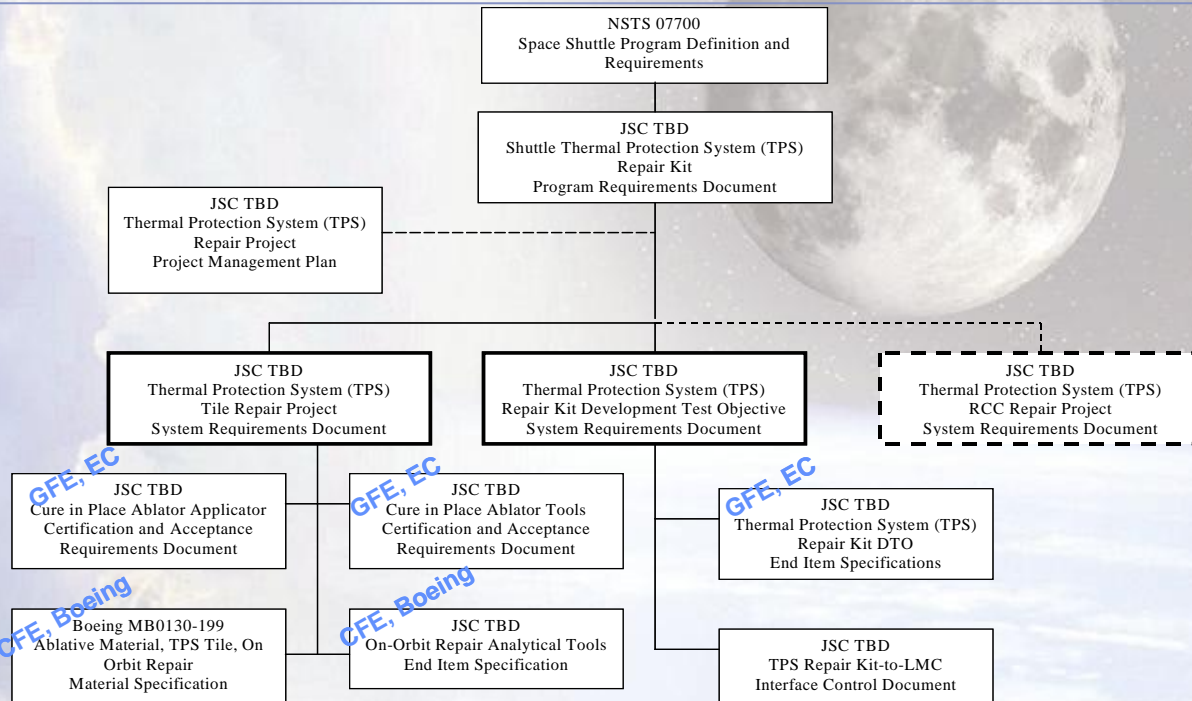 NSTS 07700
Space Shuttle Program Definition and
Requirements
JSC TBD
Shuttle Thermal Protection System (TPS)
Repair Kit
Program Requirements Document
JSC TBD
Thermal Protection System (TPS)
Repair Project
Project Management Plan
JSC TBD
Thermal Protection System (TPS)
Tile Repair Project
System Requirements Document
JSC TBD
Thermal Protection System (TPS)
Repair Kit Development Test Objective
System Requirements Document
JSC TBD
Thermal Protection System (TPS)
RCC Repair Project
System Requirements Document
GFE, EC
JSC TBD
Cure in Place Ablator Applicator
Certification and Acceptance
Requirements Document
GFE, EC
JSC TBD
Cure in Place Ablator Tools
Certification and Acceptance
Requirements Document
GFE, EC
JSC TBD
Thermal Protection System (TPS)
Repair Kit DTO
End Item Specifications
CFE, Boeing
Boeing MB0130-199
Ablative Material, TPS Tile, On
Orbit Repair
Material Specification
CFE, Boeing
JSC TBD
On-Orbit Repair Analytical Tools
End Item Specification
JSC TBD
TPS Repair Kit-to-LMC
Interface Control Document